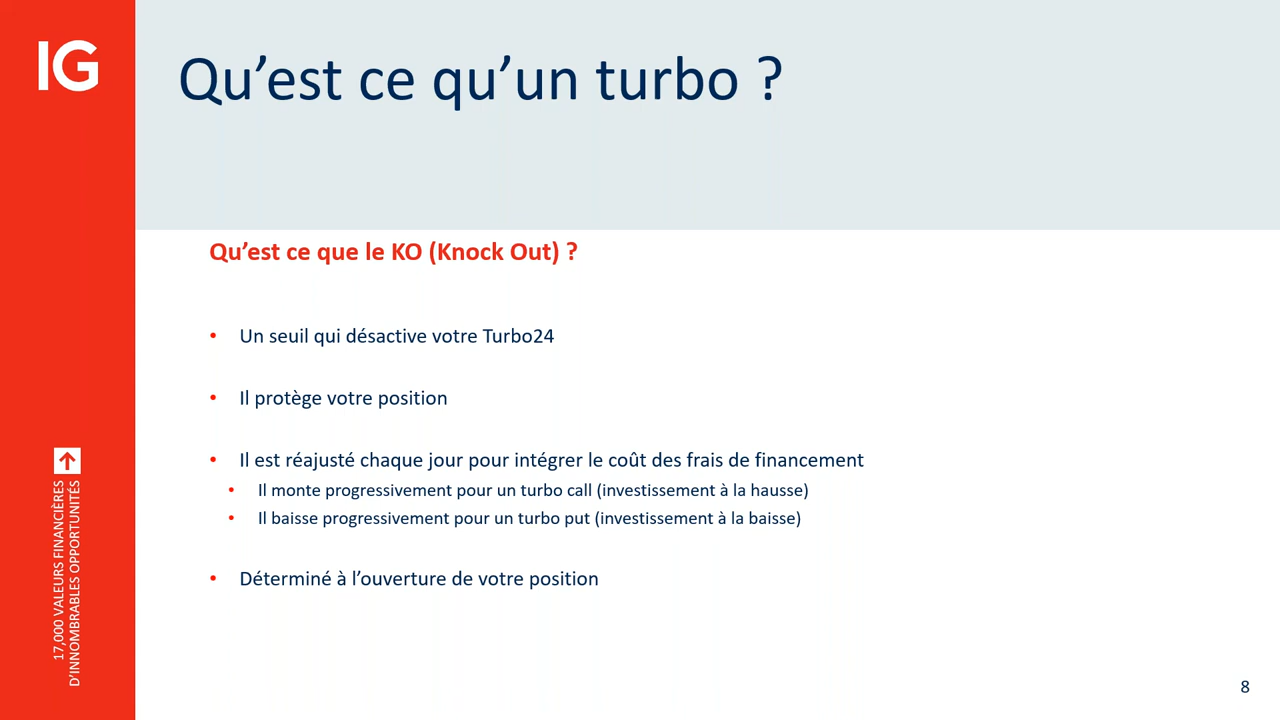 IG
Qu’est ce qu’un turbo ?
Qu’est ce que le KO (Knock Out) ?
• Un seuil qui désactive votre Turbo24
• Il protège votre position
• Il est réajusté chaque jour pour intégrer le coût des frais de financement
• Il monte progressivement pour un turbo call (investissement à la hausse)
• Il baisse progressivement pour un turbo put (investissement à la baisse)
• Déterminé à l’ouverture de votre position
17,000 VALEURS FINANCIÈRES
D’INNOMBRABLES OPPORTUNITÉS
8